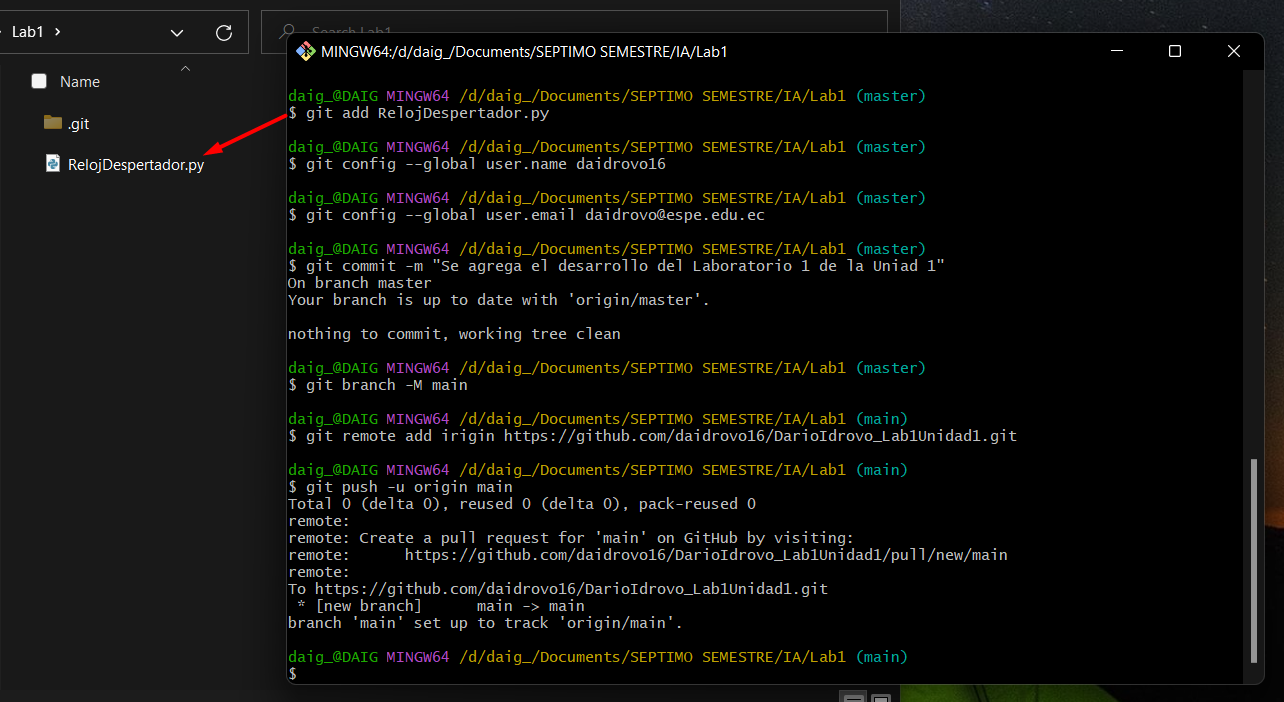 Lab1
Search Lab1
Name
.git
RelojDespertador.py
MINGW64:/d/daig_/Documents/SEPTIMO SEMESTRE/IA/Lab1
daig_@DAIG MINGW64 /d/daig_/Documents/SEPTIMO SEMESTRE/IA/Lab1 (master)
$ git add RelojDespertador.py
daig_@DAIG MINGW64 /d/daig_/Documents/SEPTIMO SEMESTRE/IA/Lab1 (master)
$ git config --global user.name daidrovo16
daig_@DAIG MINGW64 /d/daig_/Documents/SEPTIMO SEMESTRE/IA/Lab1 (master)
$ git config --global user.email daidrovo@espe.edu.ec
daig_@DAIG MINGW64 /d/daig_/Documents/SEPTIMO SEMESTRE/IA/Lab1 (master)
$ git commit -m "Se agrega el desarrollo del Laboratorio 1 de la Uniad 1"
On branch master
Your branch is up to date with 'origin/master'.
nothing to commit, working tree clean
daig_@DAIG MINGW64 /d/daig_/Documents/SEPTIMO SEMESTRE/IA/Lab1 (master)
$ git branch -M main
daig_@DAIG MINGW64 /d/daig_/Documents/SEPTIMO SEMESTRE/IA/Lab1 (main)
$ git remote add irigin https://github.com/daidrovo16/DarioIdrovo_Lab1Unidad1.git
daig_@DAIG MINGW64 /d/daig_/Documents/SEPTIMO SEMESTRE/IA/Lab1 (main)
$ git push -u origin main
Total 0 (delta 0), reused 0 (delta 0), pack-reused 0
remote:
remote: Create a pull request for 'main' on GitHub by visiting:
remote:      https://github.com/daidrovo16/DarioIdrovo_Lab1Unidad1/pull/new/main
remote:
To https://github.com/daidrovo16/DarioIdrovo_Lab1Unidad1.git
 * [new branch]      main -> main
branch 'main' set up to track 'origin/main'.
daig_@DAIG MINGW64 /d/daig_/Documents/SEPTIMO SEMESTRE/IA/Lab1 (main)
$